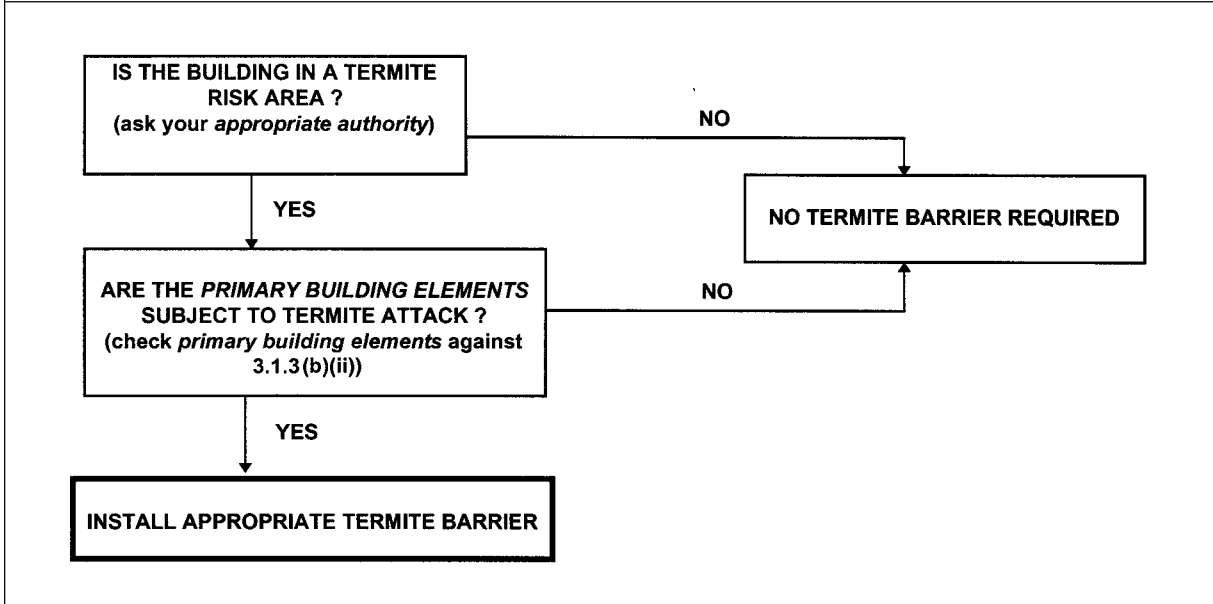 IS THE BUILDING IN A TERMITE
RISK AREA ?
(ask your appropriate authority)
NO
YES
NO TERMITE BARRIER REQUIRED
ARE THE PRIMARY BUILDING ELEMENTS
SUBJECT TO TERMITE ATTACK ?
(check primary building elements against
3.1.3(b)(ii))
NO
YES
INSTALL APPROPRIATE TERMITE BARRIER